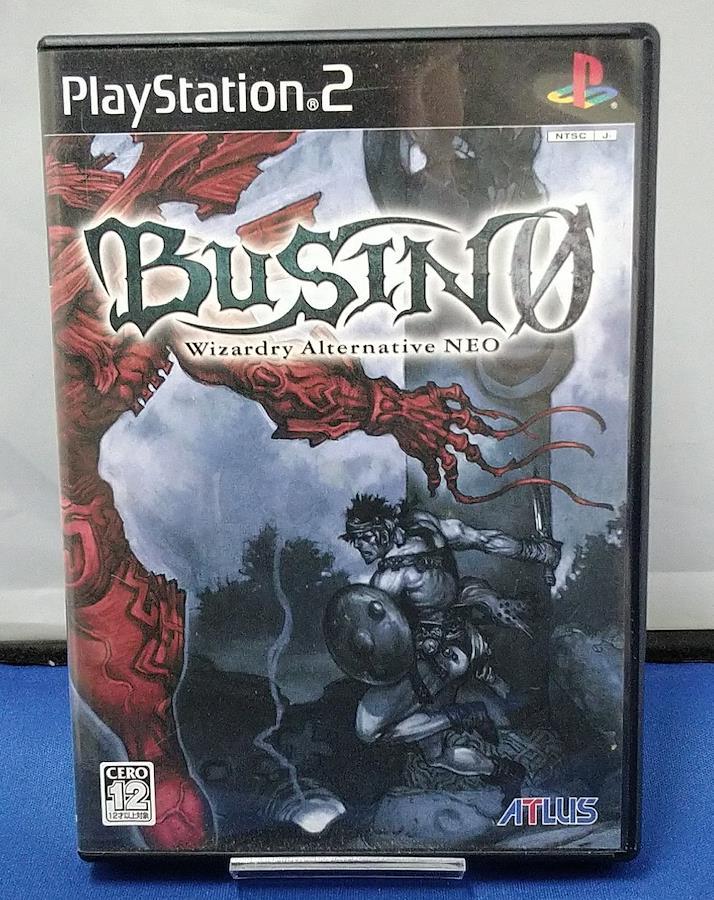 PlayStation®2
NTSC J
BUSIN 0
Wizardry Alternative NEO
CERO
12
12才以上対象
ATLUS